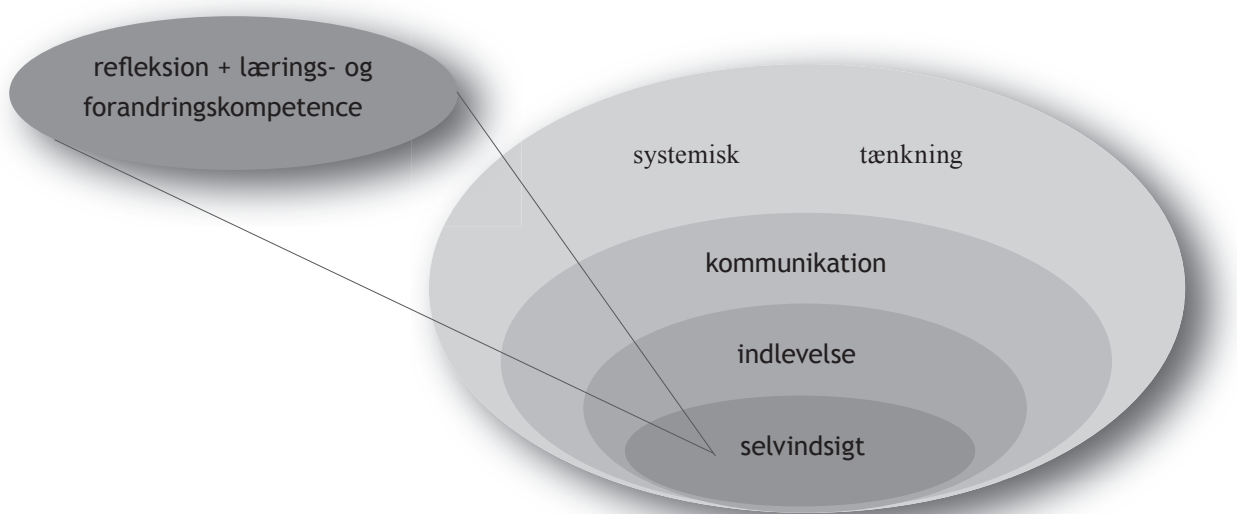 refleksion + lærings- og
forandringskompetence
systemisk tænkning
kommunikation
indlevelse
selvindsigt